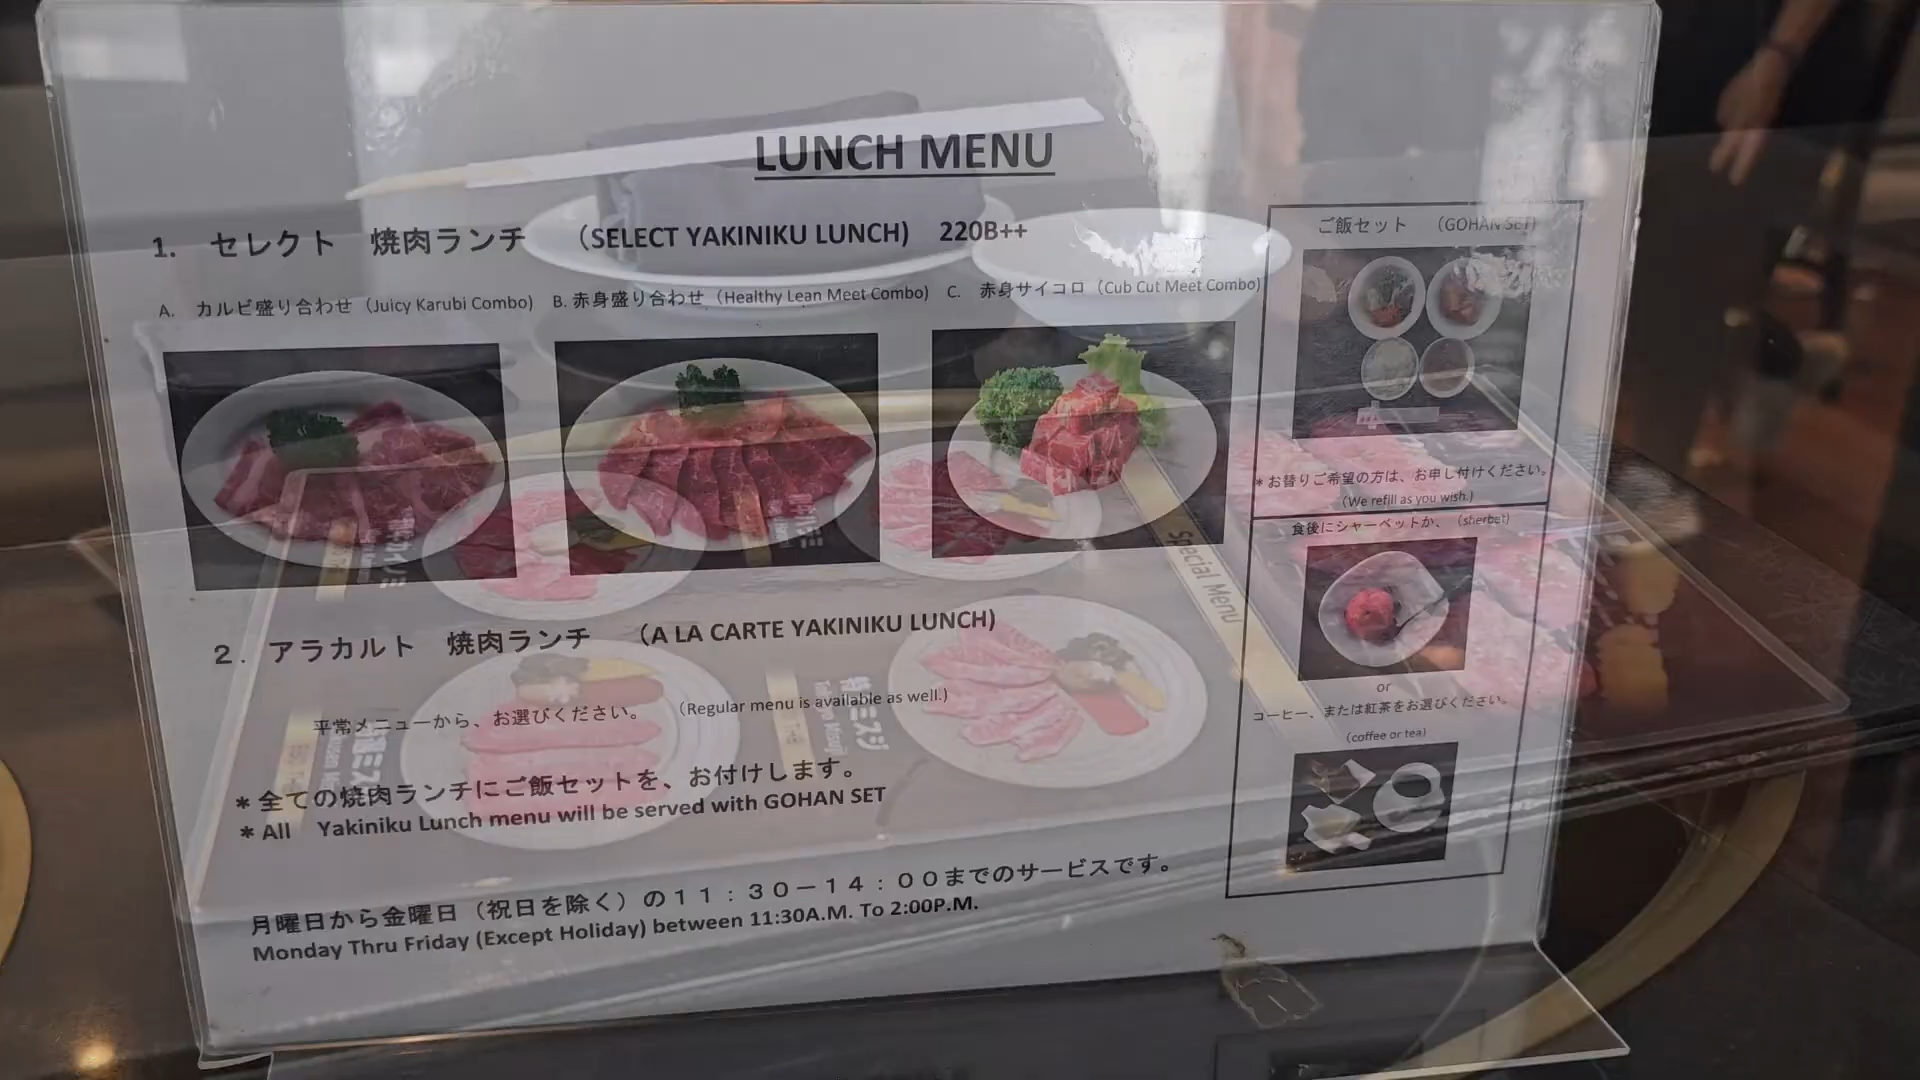 LUNCH MENU
1. セレクト 焼肉ランチ （SELECT YAKINIKU LUNCH） 220B++
A. カルビ盛り合わせ（Juicy Karubi Combo） B. 赤身盛り合わせ（Healthy Lean Meet Combo） C. 赤身サイコロ（Cub Cut Meet Combo)
2. アラカルト 焼肉ランチ （A LA CARTE YAKINIKU LUNCH)
平常メニューから、お選びください。 （Regular menu is available as well.）
＊全ての焼肉ランチにご飯セットを、お付けします。
＊All Yakiniku Lunch menu will be served with GOHAN SET
月曜日から金曜日（祝日を除く）の１１：３０－１４：００までのサービスです。
Monday Thru Friday (Except Holiday) between 11:30A.M. To 2:00P.M.
ご飯セット （GOHAN SET）
＊お替りご希望の方は、お申し付けください。
（We refill as you wish.）
食後にシャーベットか、（sherbet）
or
コーヒー、または紅茶をお選びください。
（coffee or tea）
Special Menu